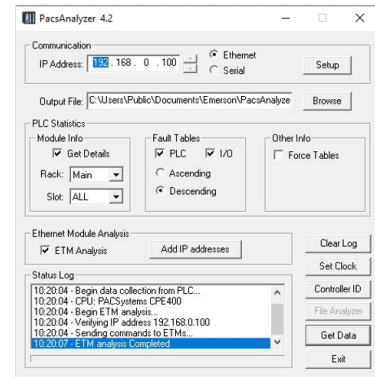 PacsAnalyzer 4.2
Communication
IP Address: 192 . 168 . 0 . 100
Ethernet
Serial
Setup
Output File: C:\Users\Public\Documents\Emerson\PacsAnalyze
Browse
PLC Statistics
Module Info
Get Details
Rack: Main
Slot: ALL
Fault Tables
PLC I/O
Ascending
Descending
Other Info
Force Tables
Ethernet Module Analysis
ETM Analysis
Add IP addresses
Status Log
10:20:04 - Begin data collection from PLC...
10:20:04 - CPU: PACSystems CPE400
10:20:04 - Begin ETM analysis...
10:20:04 - Verifying IP address 192.168.0.100
10:20:04 - Sending commands to ETMs...
10:20:07 - ETM analysis Completed
Clear Log
Set Clock
Controller ID
File Analyzer
Get Data
Exit